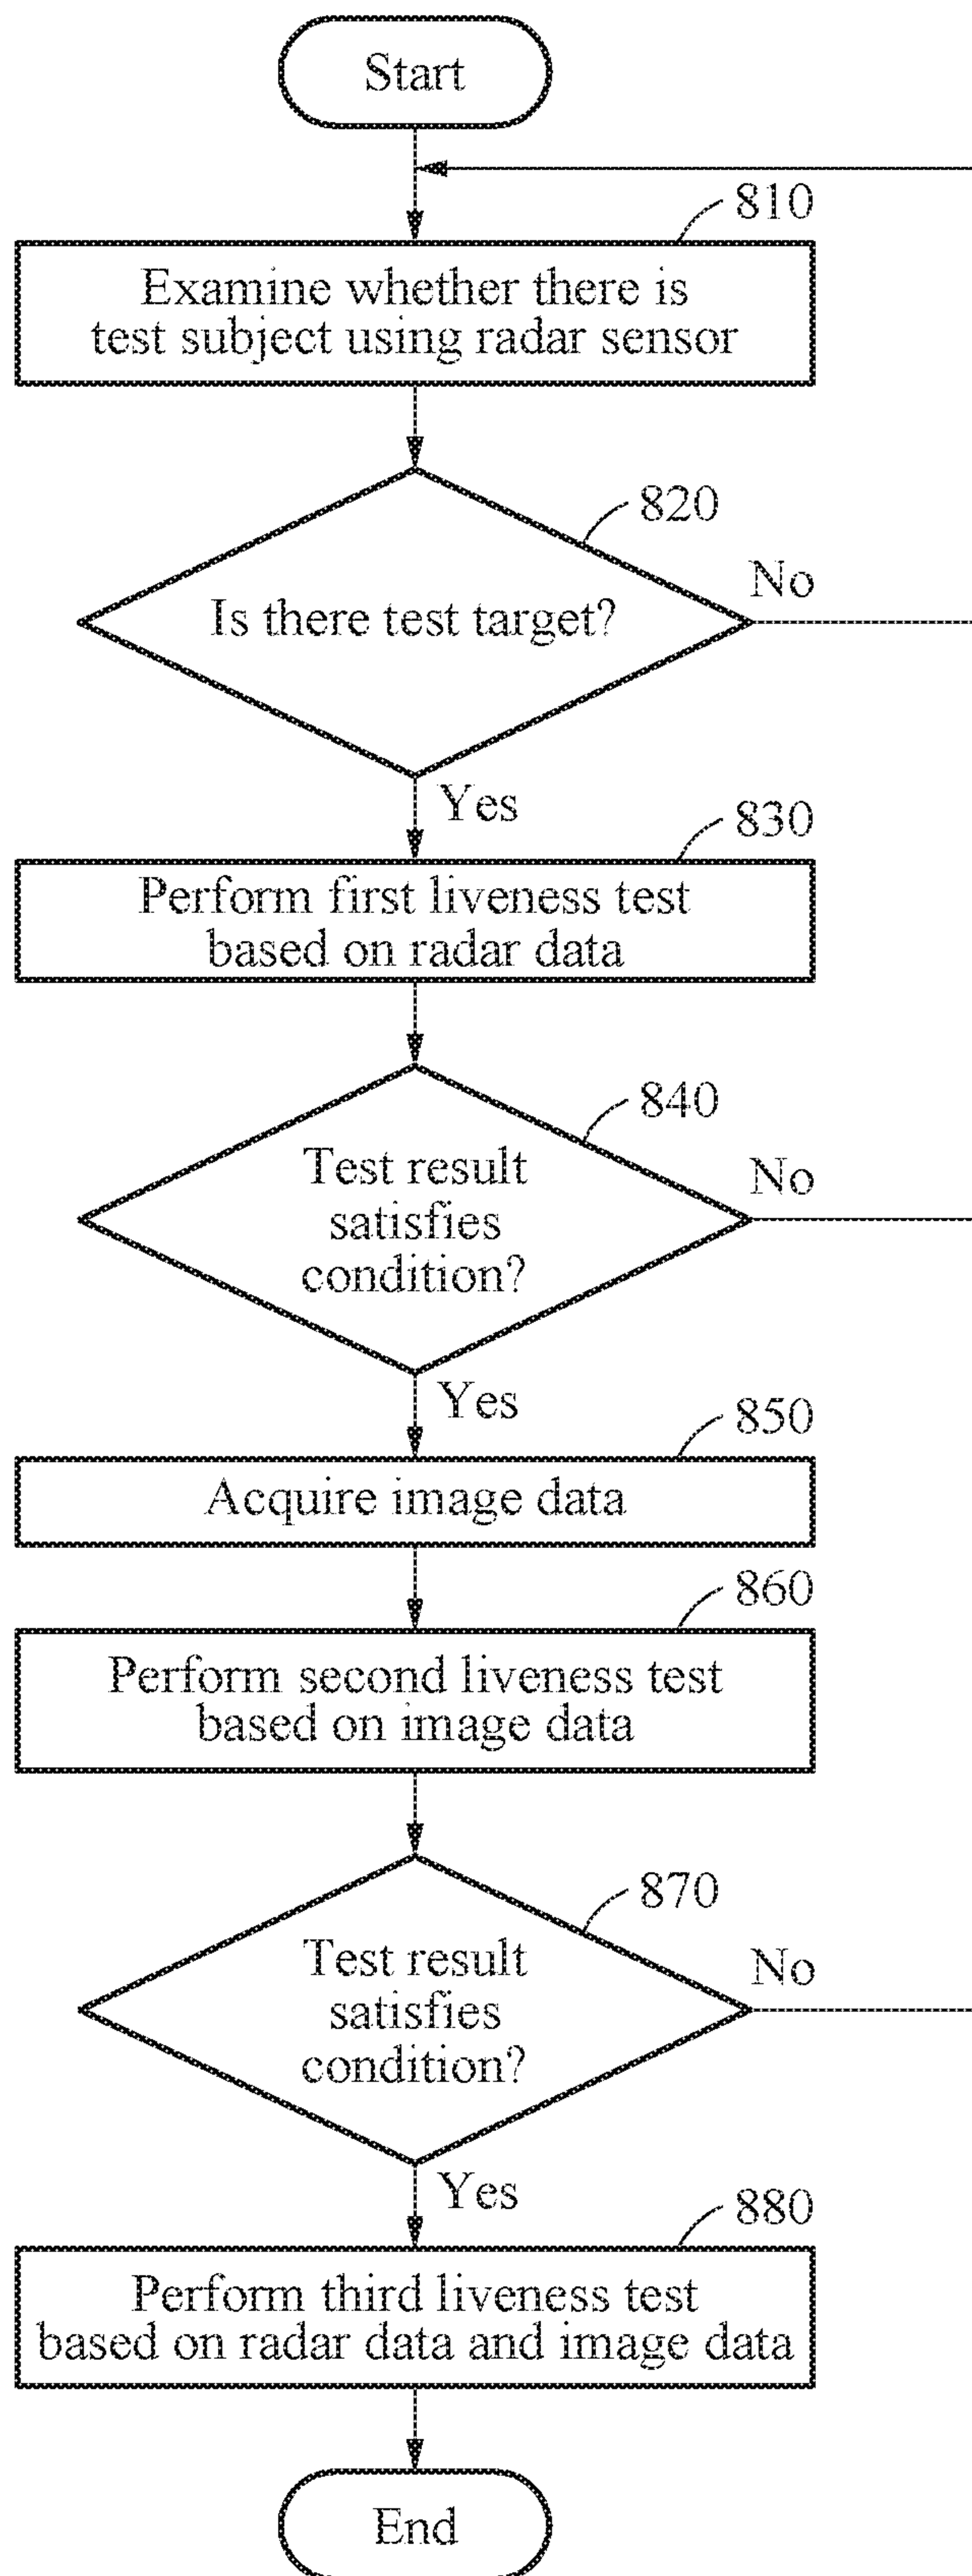 Start
810
Examine whether there is
test subject using radar sensor
820
No
Is there test target?
Yes
830
Perform first liveness test
based on radar data
840
No
Test result
satisfies
condition?
Yes
850
Acquire image data
860
Perform second liveness test
based on image data
870
No
Test result
satisfies
condition?
Yes
880
Perform third liveness test
based on radar data and image data
End